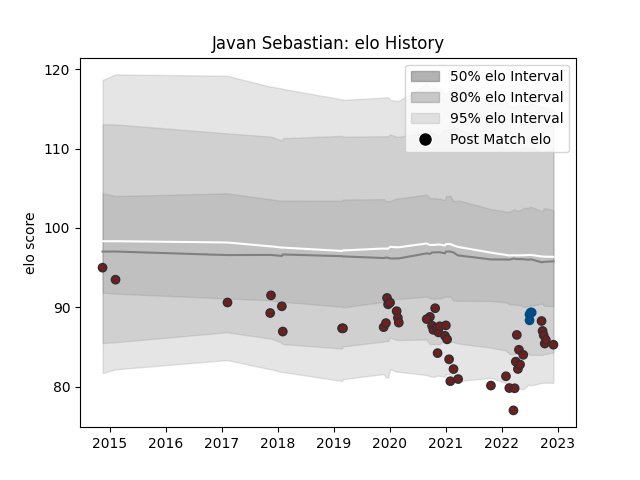 Javan Sebastian: elo History
50% elo Interval
80% elo Interval
95% elo Interval
Post Match elo
elo score
120
110
100
90
80
2015 2016 2017 2018 2019 2020 2021 2022 2023